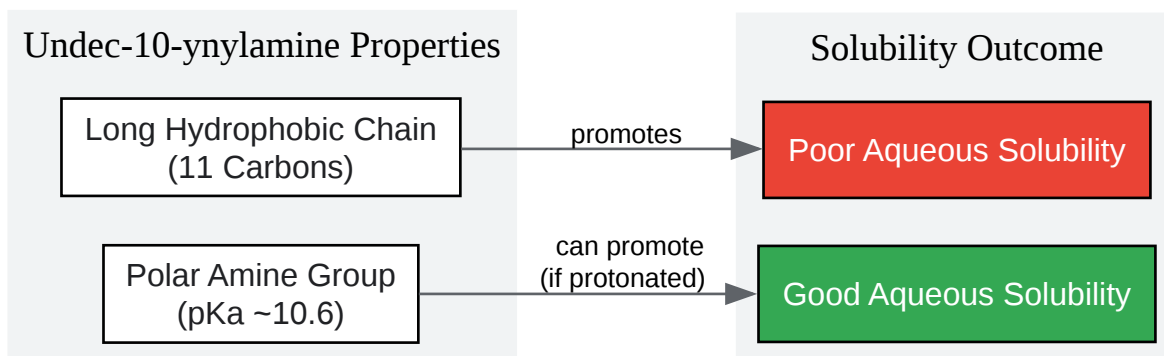 Undec-10-ynylamine Properties
Long Hydrophobic Chain
(11 Carbons)
Polar Amine Group
(pKa ~10.6)
promotes
can promote
(if protonated)
Solubility Outcome
Poor Aqueous Solubility
Good Aqueous Solubility